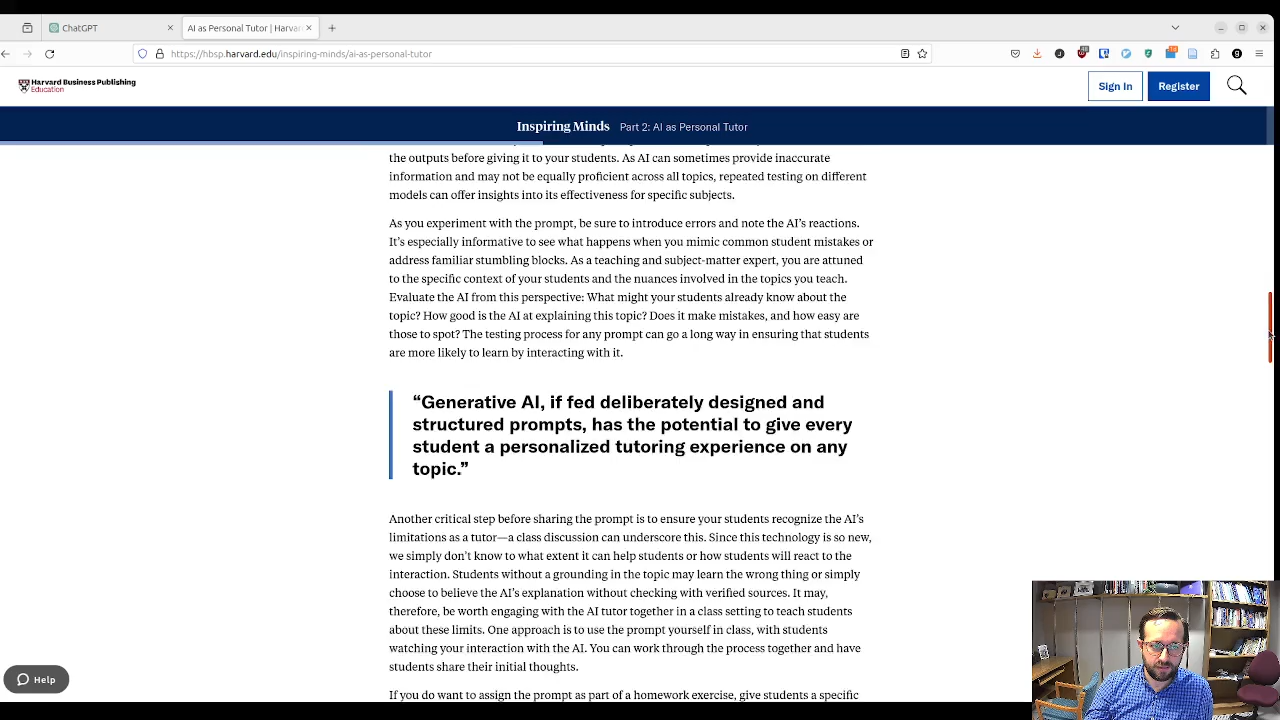 ChatGPT
AI as Personal Tutor | Harvar
https://hbsp.harvard.edu/inspiring-minds/ai-as-personal-tutor
Harvard Business Publishing
Education
Sign In
Register
Inspiring Minds
Part 2: AI as Personal Tutor
the outputs before giving it to your students. As AI can sometimes provide inaccurate
information and may not be equally proficient across all topics, repeated testing on different
models can offer insights into its effectiveness for specific subjects.
As you experiment with the prompt, be sure to introduce errors and note the AI’s reactions.
It’s especially informative to see what happens when you mimic common student mistakes or
address familiar stumbling blocks. As a teaching and subject-matter expert, you are attuned
to the specific context of your students and the nuances involved in the topics you teach.
Evaluate the AI from this perspective: What might your students already know about the
topic? How good is the AI at explaining this topic? Does it make mistakes, and how easy are
those to spot? The testing process for any prompt can go a long way in ensuring that students
are more likely to learn by interacting with it.
“Generative AI, if fed deliberately designed and
structured prompts, has the potential to give every
student a personalized tutoring experience on any
topic.”
Another critical step before sharing the prompt is to ensure your students recognize the AI’s
limitations as a tutor—a class discussion can underscore this. Since this technology is so new,
we simply don’t know to what extent it can help students or how students will react to the
interaction. Students without a grounding in the topic may learn the wrong thing or simply
choose to believe the AI’s explanation without checking with verified sources. It may,
therefore, be worth engaging with the AI tutor together in a class setting to teach students
about these limits. One approach is to use the prompt yourself in class, with students
watching your interaction with the AI. You can work through the process together and have
students share their initial thoughts.
Help
If you do want to assign the prompt as part of a homework exercise, give students a specific